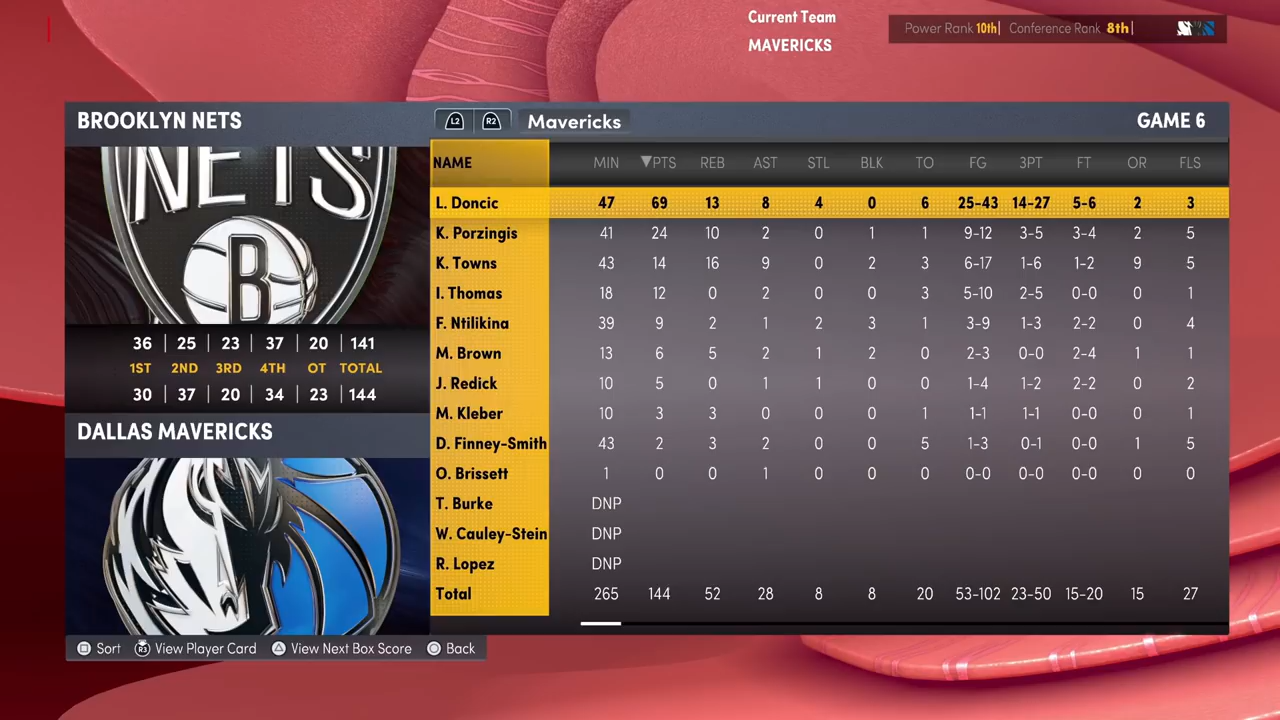 Current Team
MAVERICKS
Power Rank 10th| Conference Rank 8th|
BROOKLYN NETS
NETS
B
36 | 25 | 23 | 37 | 20 | 141
1ST 2ND 3RD 4TH OT TOTAL
30 | 37 | 20 | 34 | 23 | 144
DALLAS MAVERICKS
L2 R2 Mavericks GAME 6
NAME MIN ▼PTS REB AST STL BLK TO FG 3PT FT OR FLS
L. Doncic 47 69 13 8 4 0 6 25-43 14-27 5-6 2 3
K. Porzingis 41 24 10 2 0 1 1 9-12 3-5 3-4 2 5
K. Towns 43 14 16 9 0 2 3 6-17 1-6 1-2 9 5
I. Thomas 18 12 0 2 0 0 3 5-10 2-5 0-0 0 1
F. Ntilikina 39 9 2 1 2 3 1 3-9 1-3 2-2 0 4
M. Brown 13 6 5 2 1 2 0 2-3 0-0 2-4 1 1
J. Redick 10 5 0 1 1 0 0 1-4 1-2 2-2 0 2
M. Kleber 10 3 3 0 0 0 1 1-1 1-1 0-0 0 1
D. Finney-Smith 43 2 3 2 0 0 5 1-3 0-1 0-0 1 5
O. Brissett 1 0 0 1 0 0 0 0-0 0-0 0-0 0 0
T. Burke DNP
W. Cauley-Stein DNP
R. Lopez DNP
Total 265 144 52 28 8 8 20 53-102 23-50 15-20 15 27
Sort R3 View Player Card View Next Box Score Back